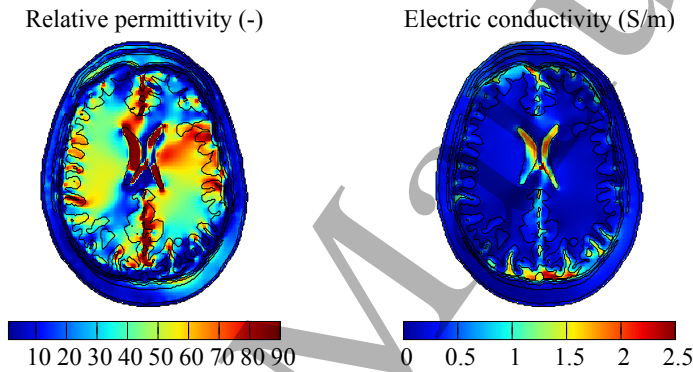 Relative permittivity (-)
Electric conductivity (S/m)
10 20 30 40 50 60 70 80 90
0 0.5 1 1.5 2 2.5